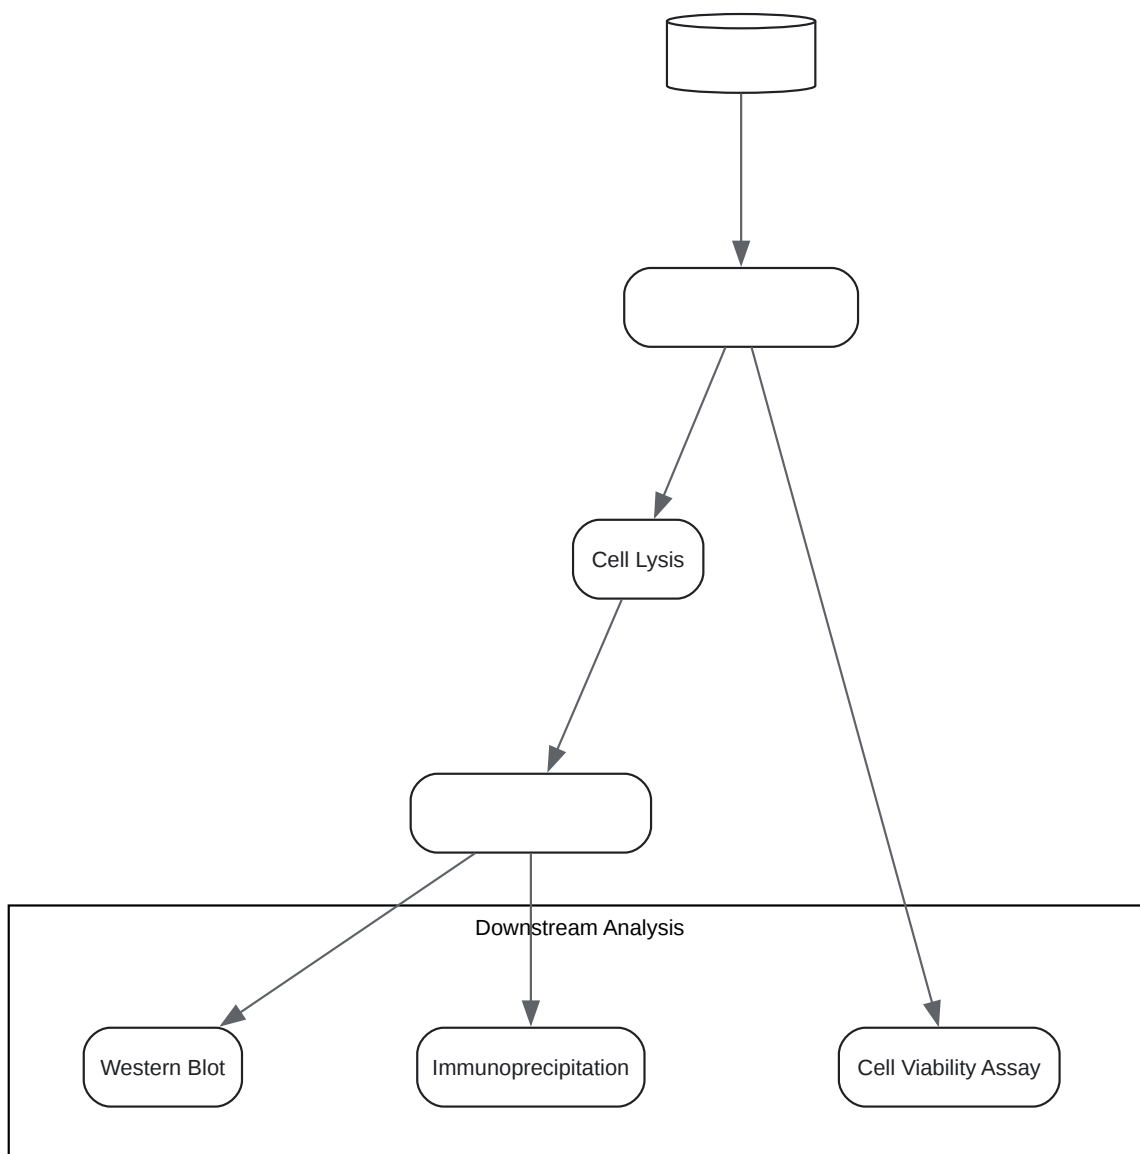 Cell Lysis
Downstream Analysis
Western Blot
Immunoprecipitation
Cell Viability Assay